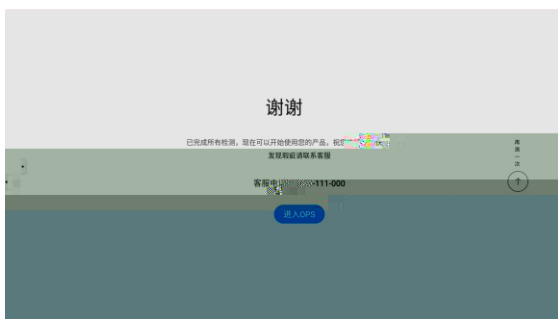 谢谢
已完成所有检测，现在可以开始使用您的产品。祝您
发现瑕疵请联系客服
客服电 -111-000
进入OPS
再测一次